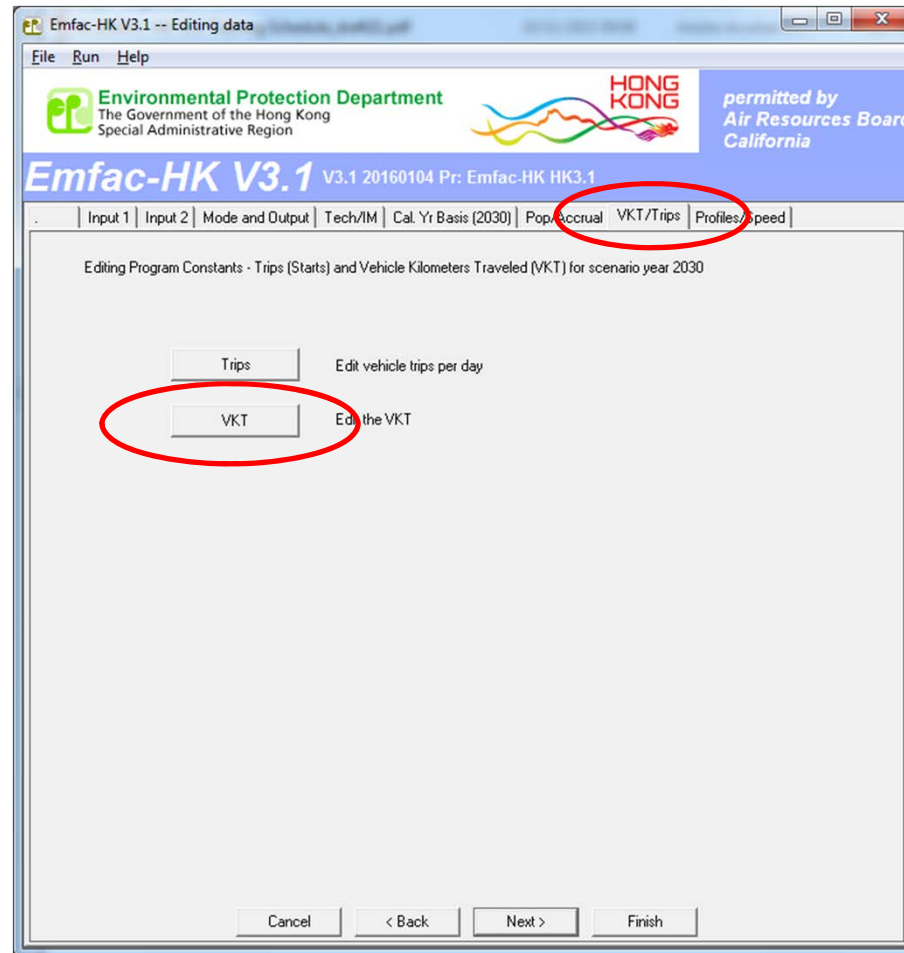 Emfac-HK V3.1 -- Editing data
File Run Help
Environmental Protection Department
The Government of the Hong Kong
Special Administrative Region
HONG
KONG
permitted by
Air Resources Board
California
Emfac-HK V3.1 V3.1 20160104 Pr: Emfac-HK HK3.1
. Input 1 Input 2 Mode and Output Tech/IM Cal. Yr Basis (2030) Pop/Accrual VKT/Trips Profiles/Speed
Editing Program Constants - Trips (Starts) and Vehicle Kilometers Traveled (VKT) for scenario year 2030
Trips Edit vehicle trips per day
VKT Edit the VKT
Cancel < Back Next > Finish